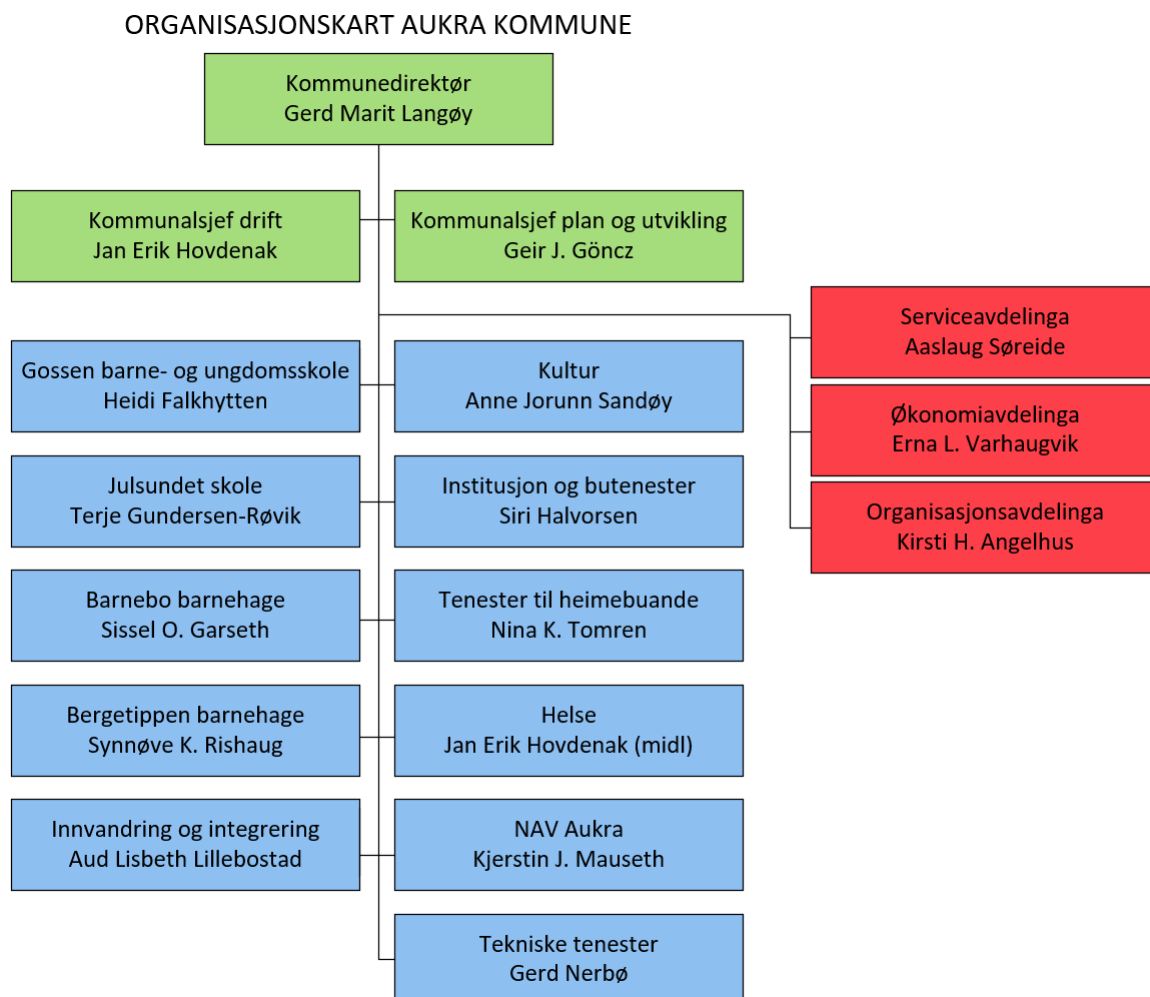 ORGANISASJONSKART AUKRA KOMMUNE
Kommunedirektør
Gerd Marit Langøy
Kommunalsjef drift
Jan Erik Hovdenak
Kommunalsjef plan og utvikling
Geir J. Göncz
Serviceavdelinga
Aaslaug Søreide
Økonomiavdelinga
Erna L. Varhaugvik
Organisasjonsavdelinga
Kirsti H. Angelhus
Gossen barne- og ungdomsskole
Heidi Falkhytten
Kultur
Anne Jorunn Sandøy
Julsundet skole
Terje Gundersen-Røvik
Institusjon og butenester
Siri Halvorsen
Barnebo barnehage
Sissel O. Garseth
Tenester til heimebuande
Nina K. Tomren
Bergetippen barnehage
Synnøve K. Rishaug
Helse
Jan Erik Hovdenak (midl)
Innvandring og integrering
Aud Lisbeth Lillebostad
NAV Aukra
Kjerstin J. Mauseth
Tekniske tenester
Gerd Nerbø